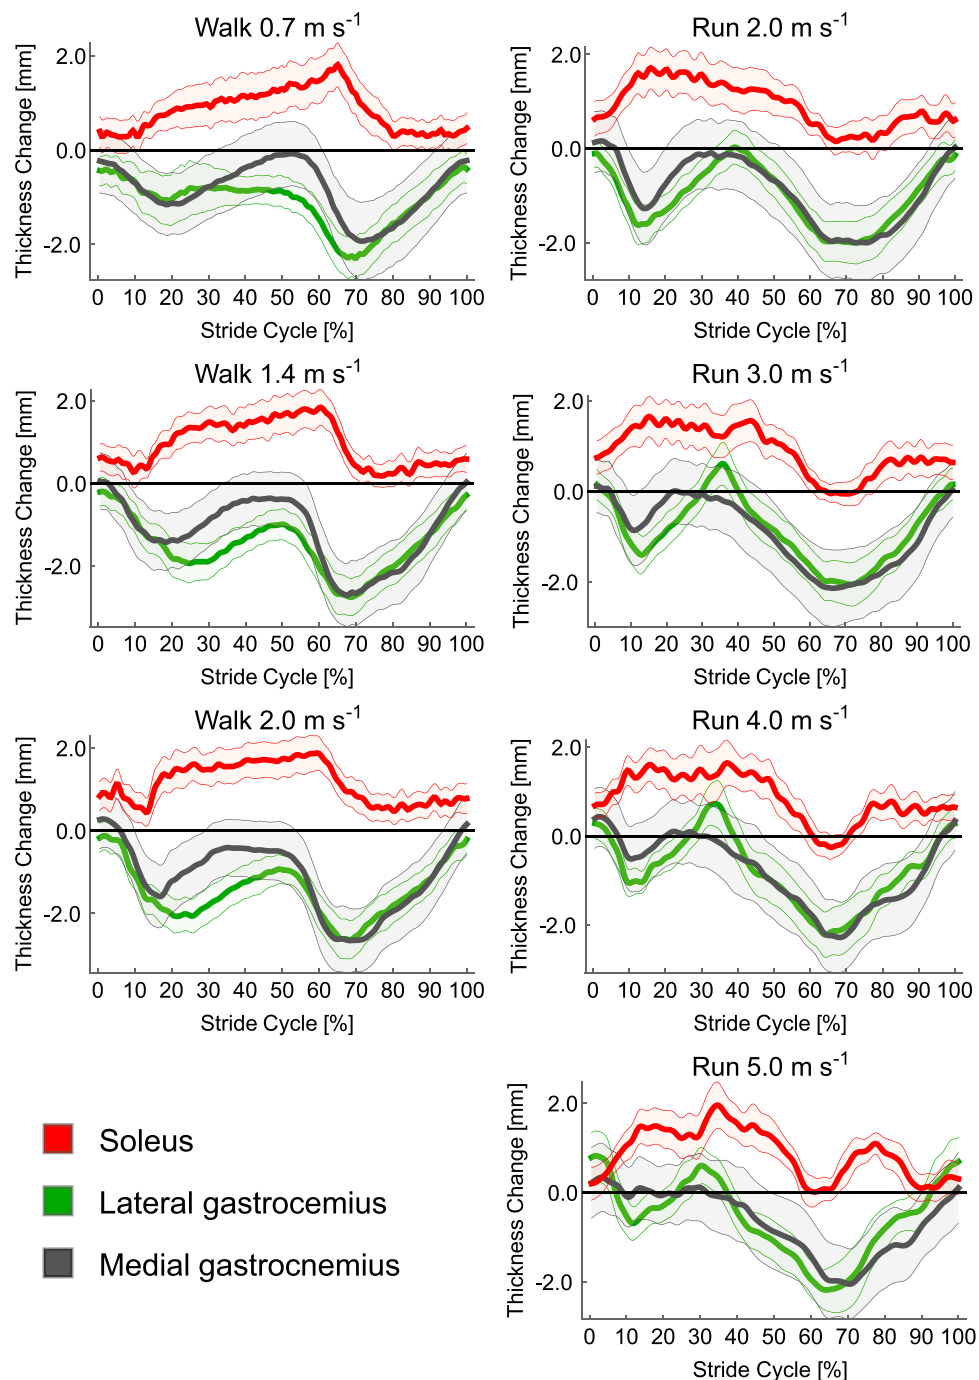 Walk 0.7 m s-1
Thickness Change [mm]
2.0
0.0
-2.0
0 10 20 30 40 50 60 70 80 90 100
Stride Cycle [%]
Run 2.0 m s-1
Thickness Change [mm]
2.0
0.0
-2.0
0 10 20 30 40 50 60 70 80 90 100
Stride Cycle [%]
Walk 1.4 m s-1
Thickness Change [mm]
2.0
0.0
-2.0
0 10 20 30 40 50 60 70 80 90 100
Stride Cycle [%]
Run 3.0 m s-1
Thickness Change [mm]
2.0
0.0
-2.0
0 10 20 30 40 50 60 70 80 90 100
Stride Cycle [%]
Walk 2.0 m s-1
Thickness Change [mm]
2.0
0.0
-2.0
0 10 20 30 40 50 60 70 80 90 100
Stride Cycle [%]
Run 4.0 m s-1
Thickness Change [mm]
2.0
0.0
-2.0
0 10 20 30 40 50 60 70 80 90 100
Stride Cycle [%]
Soleus
Lateral gastrocemius
Medial gastrocnemius
Run 5.0 m s-1
Thickness Change [mm]
2.0
0.0
-2.0
0 10 20 30 40 50 60 70 80 90 100
Stride Cycle [%]